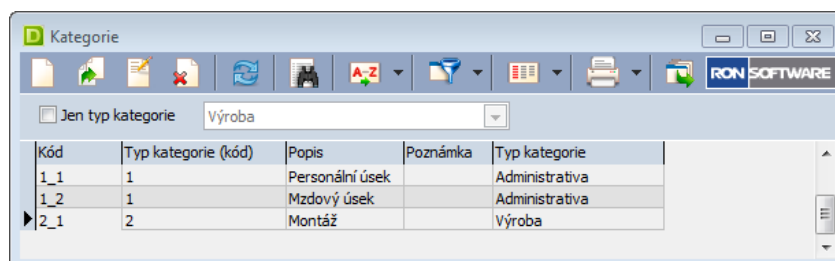 Kategorie
A-Z
RON SOFTWARE
Jen typ kategorie Výroba
Kód Typ kategorie (kód) Popis Poznámka Typ kategorie
1_1 1 Personální úsek Administrativa
1_2 1 Mzdový úsek Administrativa
2_1 2 Montáž Výroba